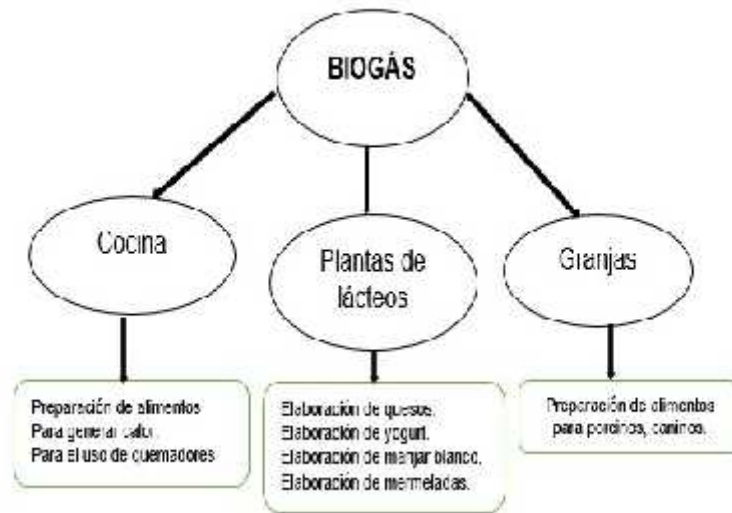 BIOGÁS
Cocina
Plantas de
lácteos
Granjas
Preparación de alimentos
Para generar calor.
Para el uso de quemadores
Elaboración de quesos.
Elaboración de yogurt.
Elaboración de manjar blanco.
Elaboración de mermeladas.
Preparación de alimentos
para porcinos, caninos.